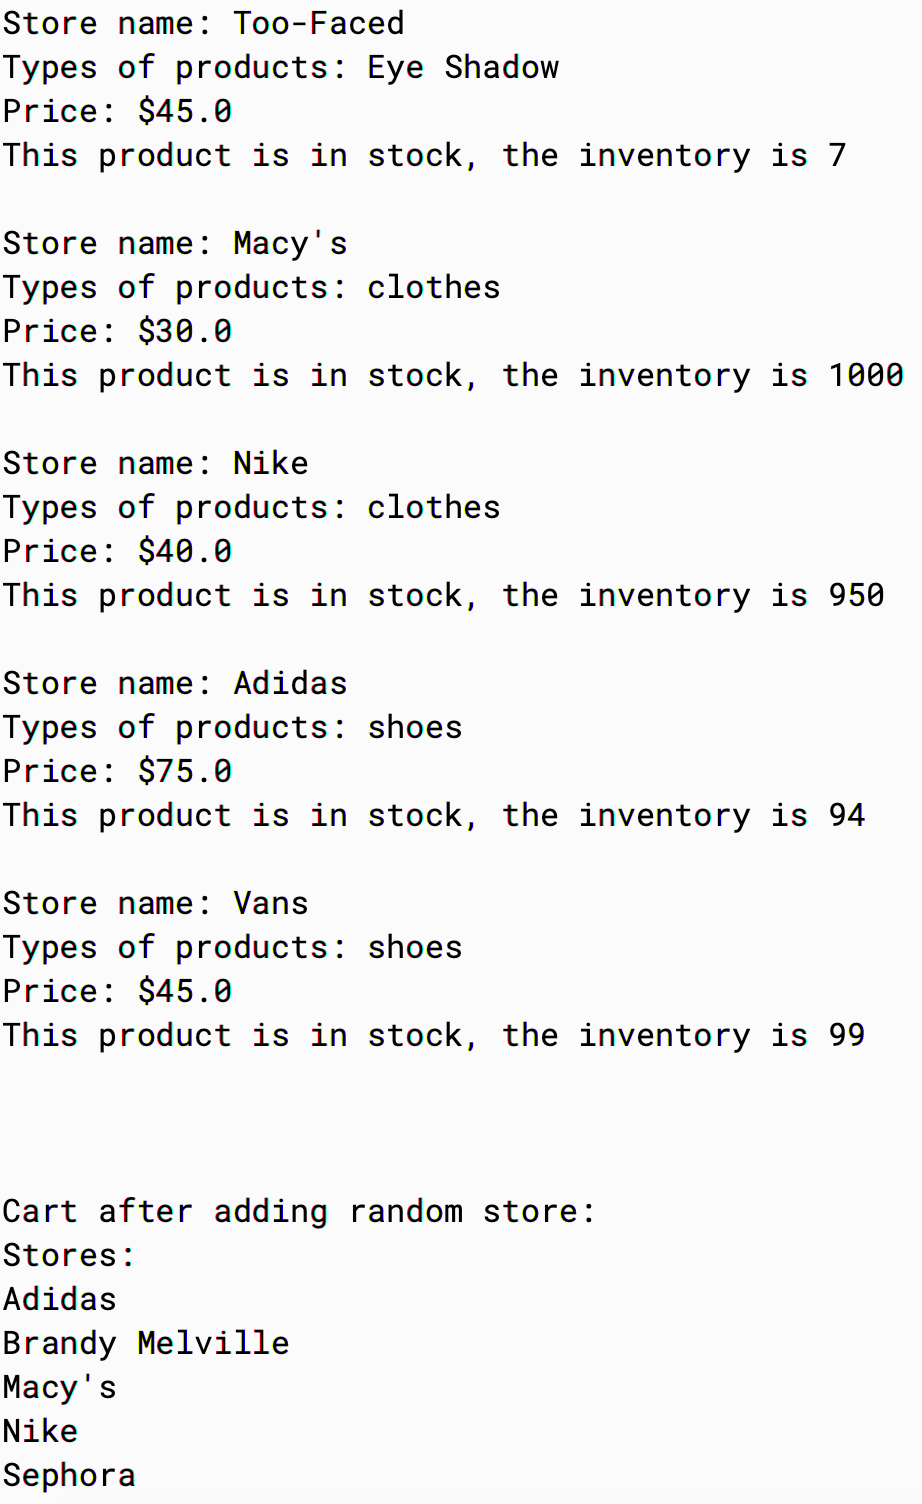 Store name: Too-Faced
Types of products: Eye Shadow
Price: $45.0
This product is in stock, the inventory is 7
Store name: Macy's
Types of products: clothes
Price: $30.0
This product is in stock, the inventory is 1000
Store name: Nike
Types of products: clothes
Price: $40.0
This product is in stock, the inventory is 950
Store name: Adidas
Types of products: shoes
Price: $75.0
This product is in stock, the inventory is 94
Store name: Vans
Types of products: shoes
Price: $45.0
This product is in stock, the inventory is 99
Cart after adding random store:
Stores:
Adidas
Brandy Melville
Macy's
Nike
Sephora